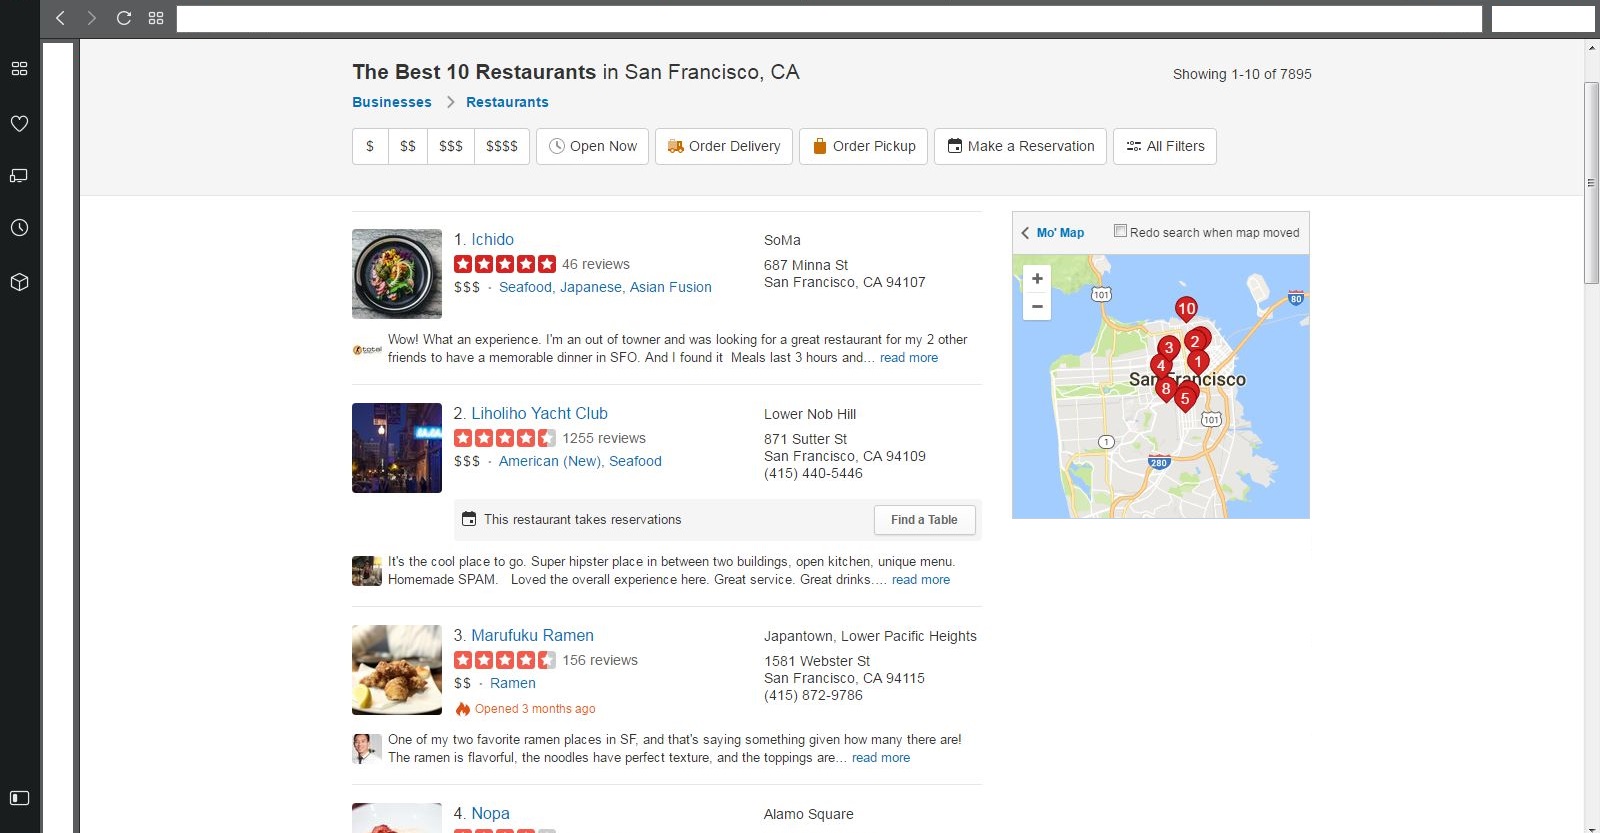 The Best 10 Restaurants in San Francisco, CA
Showing 1-10 of 7895
Businesses > Restaurants
$ $$ $$$ $$$$ Open Now Order Delivery Order Pickup Make a Reservation All Filters
1. Ichido
46 reviews
$$$ · Seafood, Japanese, Asian Fusion
SoMa
687 Minna St
San Francisco, CA 94107
total
Wow! What an experience. I'm an out of towner and was looking for a great restaurant for my 2 other
friends to have a memorable dinner in SFO. And I found it  Meals last 3 hours and... read more
2. Liholiho Yacht Club
1255 reviews
$$$ · American (New), Seafood
Lower Nob Hill
871 Sutter St
San Francisco, CA 94109
(415) 440-5446
This restaurant takes reservations
Find a Table
It's the cool place to go. Super hipster place in between two buildings, open kitchen, unique menu.
Homemade SPAM.   Loved the overall experience here. Great service. Great drinks.... read more
3. Marufuku Ramen
156 reviews
$$ · Ramen
Opened 3 months ago
Japantown, Lower Pacific Heights
1581 Webster St
San Francisco, CA 94115
(415) 872-9786
One of my two favorite ramen places in SF, and that's saying something given how many there are!
The ramen is flavorful, the noodles have perfect texture, and the toppings are... read more
4. Nopa
Alamo Square
Mo' Map
Redo search when map moved
+
−
101
80
10
2
3
1
4
San Francisco
8
5
101
1
280